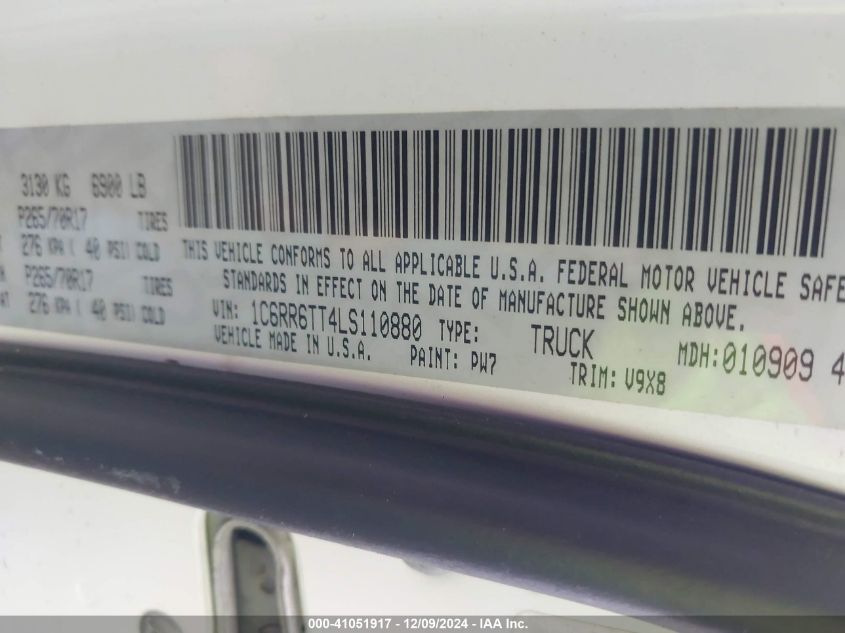 3130 KG 6900 LB
P265/70R17 TIRES
276 KPA ( 40 PSI) COLD
P265/70R17 TIRES
276 KPA ( 40 PSI) COLD
THIS VEHICLE CONFORMS TO ALL APPLICABLE U.S.A. FEDERAL MOTOR VEHICLE SAFE
STANDARDS IN EFFECT ON THE DATE OF MANUFACTURE SHOWN ABOVE.
VIN: 1C6RR6TT4LS110880 TYPE: TRUCK MDH: 010909 4
VEHICLE MADE IN U.S.A. PAINT: PW7 TRIM: V9X8
000-41051917 - 12/09/2024 - IAA Inc.